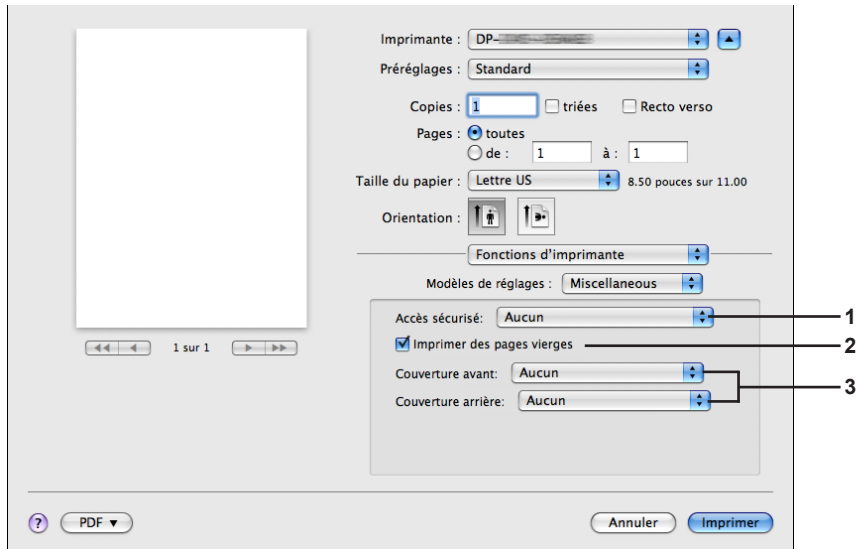 Imprimante : DP-
Préréglages : Standard
Copies : 1 triées Recto verso
Pages : toutes
de : 1 à : 1
Taille du papier : Lettre US 8.50 pouces sur 11.00
Orientation :
Fonctions d'imprimante
Modèles de réglages : Miscellaneous
Accès sécurisé: Aucun 1
Imprimer des pages vierges 2
Couverture avant: Aucun
3
Couverture arrière: Aucun
1 sur 1
? PDF ▼ Annuler Imprimer